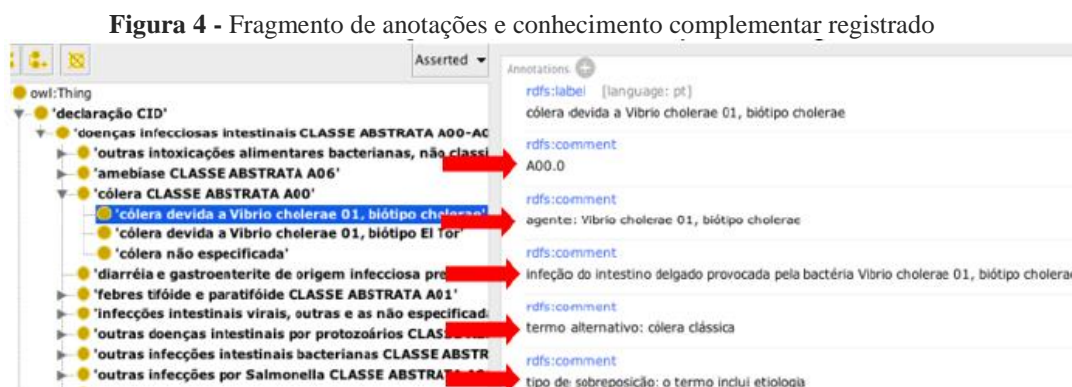 Figura 4 - Fragmento de anotações e conhecimento complementar registrado
Asserted
owl:Thing
'declaração CID'
'doenças infecciosas intestinais CLASSE ABSTRATA A00-A0
'outras intoxicações alimentares bacterianas, não classi
'amebíase CLASSE ABSTRATA A06'
'cólera CLASSE ABSTRATA A00'
'cólera devida a Vibrio cholerae 01, biótipo cholerae'
'cólera devida a Vibrio cholerae 01, biótipo El Tor'
'cólera não especificada'
'diarréia e gastroenterite de origem infecciosa pre
'febres tifóide e paratifóide CLASSE ABSTRATA A01'
'infecções intestinais virais, outras e as não especificad
'outras doenças intestinais por protozoários CLAS
'outras infecções intestinais bacterianas CLASSE ABSTR
'outras infecções por Salmonella CLASSE ABSTRAT
Annotations
rdfs:label [language: pt]
cólera devida a Vibrio cholerae 01, biótipo cholerae
rdfs:comment
A00.0
rdfs:comment
agente: Vibrio cholerae 01, biótipo cholerae
rdfs:comment
infeção do intestino delgado provocada pela bactéria Vibrio cholerae 01, biótipo cholerae
rdfs:comment
termo alternativo: cólera clássica
rdfs:comment
tipo de sobreposição: o termo inclui etiologia